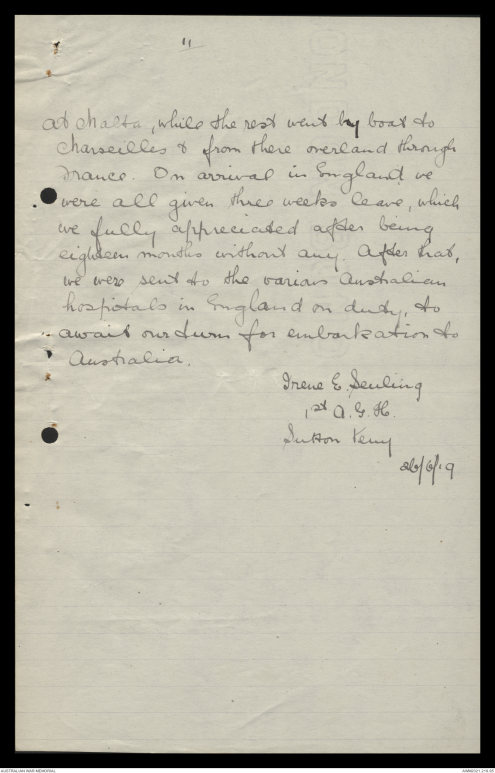 11
at Malta, while the rest went by boat to
Marseilles & from there overland through
France. On arrival in England we
were all given three weeks leave, which
we fully appreciated after being
eighteen months without any. After that,
we were sent to the various Australian
hospitals in England on duty, to
await our turn for embarkation to
Australia.
Irene E. Senling
1st A. G. H.
Sutton Veny
26/6/19
AUSTRALIAN WAR MEMORIAL